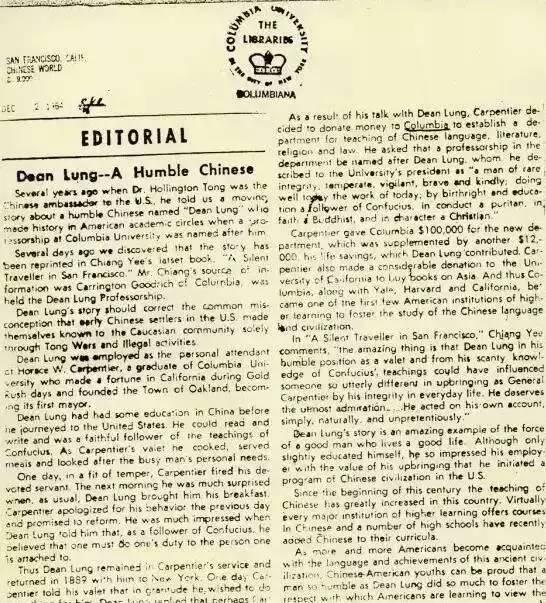 COLUMBIA UNIVERSITY
THE
LIBRARIES
IN THE CITY OF NEW YORK
COLUMBIANA
SAN FRANCISCO, CALIF.
CHINESE WORLD
DEC 2 1964
EDITORIAL
Dean Lung--A Humble Chinese
Several years ago when Dr. Hollington Tong was the
Chinese ambassador to the U.S., he told us a moving
story about a humble Chinese named "Dean Lung" who
made history in American academic circles when a pro-
fessorship at Columbia University was named after him.
Several days ago we discovered that the story has
been reprinted in Chiang Yee's latset book. "A Silent
Traveller in San Francisco." Mr. Chiang's source of in-
formation was Carrington Goodrich of Columbia, was
held the Dean Lung Professorship.
Dean Lung's story should correct the common mis-
conception that early Chinese settlers in the U.S. made
themselves known to the Caucasian community solely
through Tong Wars and Illegal activities.
Dean Lung was employed as the personal attendant
of Horace W. Carpentier, a graduate of Columbia Uni-
versity who made a fortune in California during Gold
Rush days and founded the Town of Oakland, becom-
ing its first mayor.
Dean Lung had had some education in China before
he journeyed to the United States. He could read and
write and was a faithful follower of the teachings of
Confucius. As Carpentier's valet he cooked, served
meals and looked after the busy man's personal needs.
One day, in a fit of temper, Carpentier fired his de-
voted servant. The next morning he was much surprised
when, as usual, Dean Lung brought him his breakfast.
Carpentier apologized for his behavior the previous day
and promised to reform. He was much impressed when
Dean Lung told him that, as a follower of Confucius, he
believed that one must do one's duty to the person one
is attached to.
Thus Dean Lung remained in Carpentier's service and
returned in 1889 with him to New York. One day Car-
pentier told his valet that in gratitude he wished to do
Dean Lung replied that perhaps Car-
As a result of his talk with Dean Lung, Carpentier de-
cided to donate money to Columbia to establish a de-
partment for teaching of Chinese language, literature,
religion and law. He asked that a professorship in the
department be named after Dean Lung. whom he de-
scribed to the University's president as "a man of rare
integrity, temperate, vigilant, brave and kindly; doing
well today the work of today, by birthright and educa-
tion a follower of Confucius, in conduct a puritan, in
faith a Buddhist, and in character a Christian."
Carpentier gave Columbia $100,000 for the new de-
partment, which was supplemented by another $12,-
000, his life savings, which Dean Lung contributed. Car-
pentier also made a considerable donation to the Uni-
versity of California to buy books on Asia. And thus Co-
lumbia, along with Yale, Harvard and California, be-
came one of the first few American institutions of high-
er learning to foster the study of the Chinese language
and civilization.
In "A Silent Traveller in San Francisco," Chjang Yee
comments, "the amazing thing is that Dean Lung in his
humble position as a valet and from his scanty knowl-
edge of Confucius', teachings could have influenced
someone so utterly different in upbringing as General
Carpentier by his integrity in everyday life. He deserves
the utmost admiration.....He acted on his own account,
simply, naturally, and unpretentiously."
Dean Lung's story is an amazing example of the force
of a good man who lives a good life. Although only
slightly educated himself, he so impressed his employ-
er with the value of his upbringing that he initiated a
program of Chinese civilization in the U.S.
Since the beginning of this century the teaching of
Chinese has greatly increased in this country. Virtually
every major institution of higher learning offers courses
in Chinese and a number of high schools have recently
added Chinese to their curricula.
As more and more Americans become acquainted
with the language and achievements of this ancient civ-
ilization, Chinese-American youths can be proud that a
man so humble as Dean Lung did so much to foster the
respect with which Americans are learning to view the